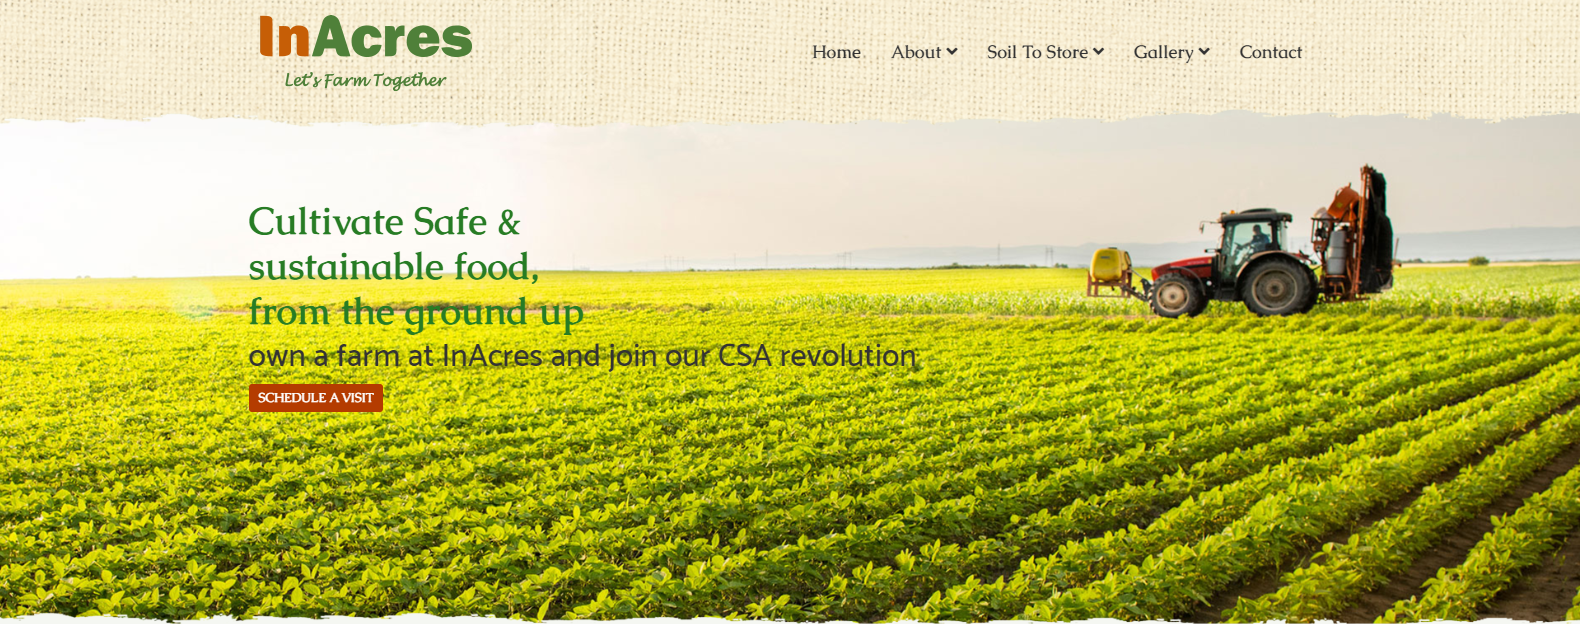 InAcres
Let's Farm Together
Home About Soil To Store Gallery Contact
Cultivate Safe &
sustainable food,
from the ground up
own a farm at InAcres and join our CSA revolution
SCHEDULE A VISIT